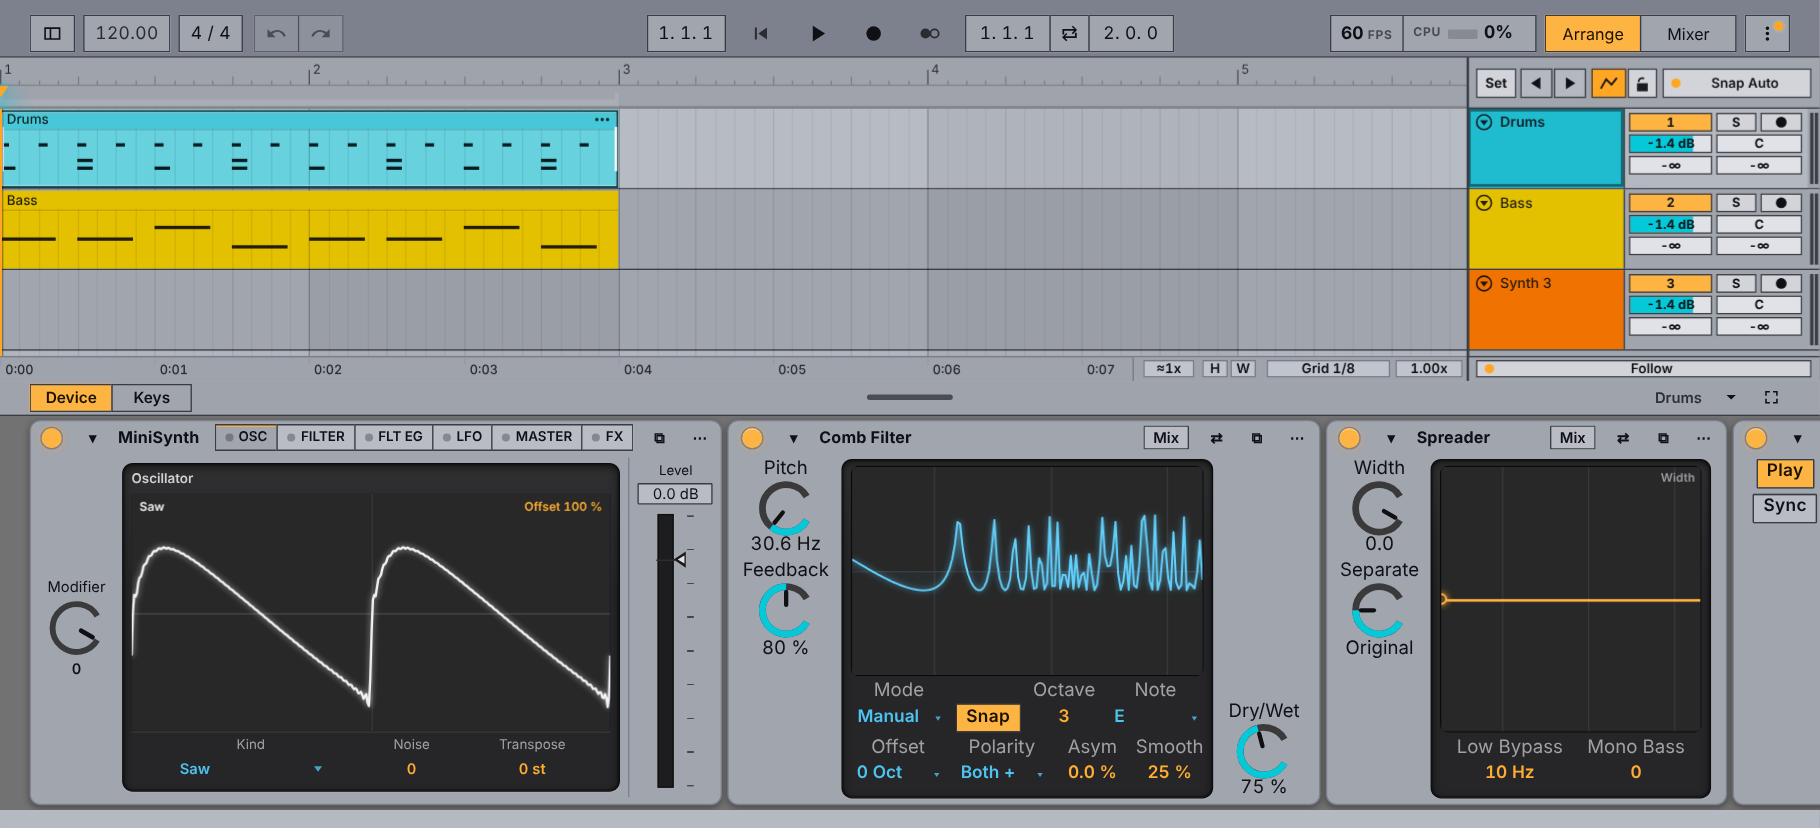 120.00 4 / 4 1. 1. 1 1. 1. 1 2. 0. 0 60 FPS CPU 0% Arrange Mixer
1 2 3 4 5
Set Snap Auto
Drums ...
Drums 1 S
-1.4 dB C
-∞ -∞
Bass
Bass 2 S
-1.4 dB C
-∞ -∞
Synth 3 3 S
-1.4 dB C
-∞ -∞
0:00 0:01 0:02 0:03 0:04 0:05 0:06 0:07 ≈1x H W Grid 1/8 1.00x Follow
Device Keys Drums
MiniSynth OSC FILTER FLT EG LFO MASTER FX ...
Oscillator
Saw Offset 100 %
Modifier
0
Kind Noise Transpose
Saw 0 0 st
Level
0.0 dB
Comb Filter Mix ...
Pitch
30.6 Hz
Feedback
80 %
Mode Octave Note
Manual Snap 3 E
Offset Polarity Asym Smooth
0 Oct Both + 0.0 % 25 %
Dry/Wet
75 %
Spreader Mix ...
Width
0.0
Separate
Original
Width
Low Bypass Mono Bass
10 Hz 0
Play
Sync